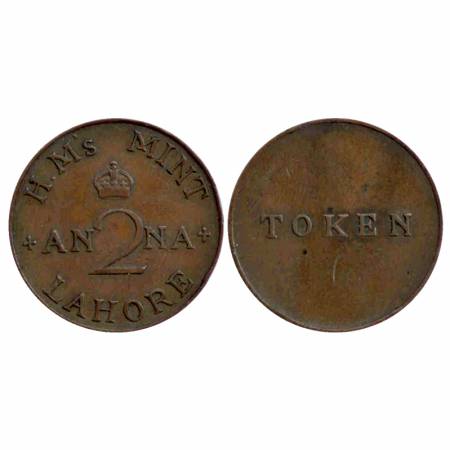 H.M's MINT
AN 2 NA
LAHORE
TOKEN